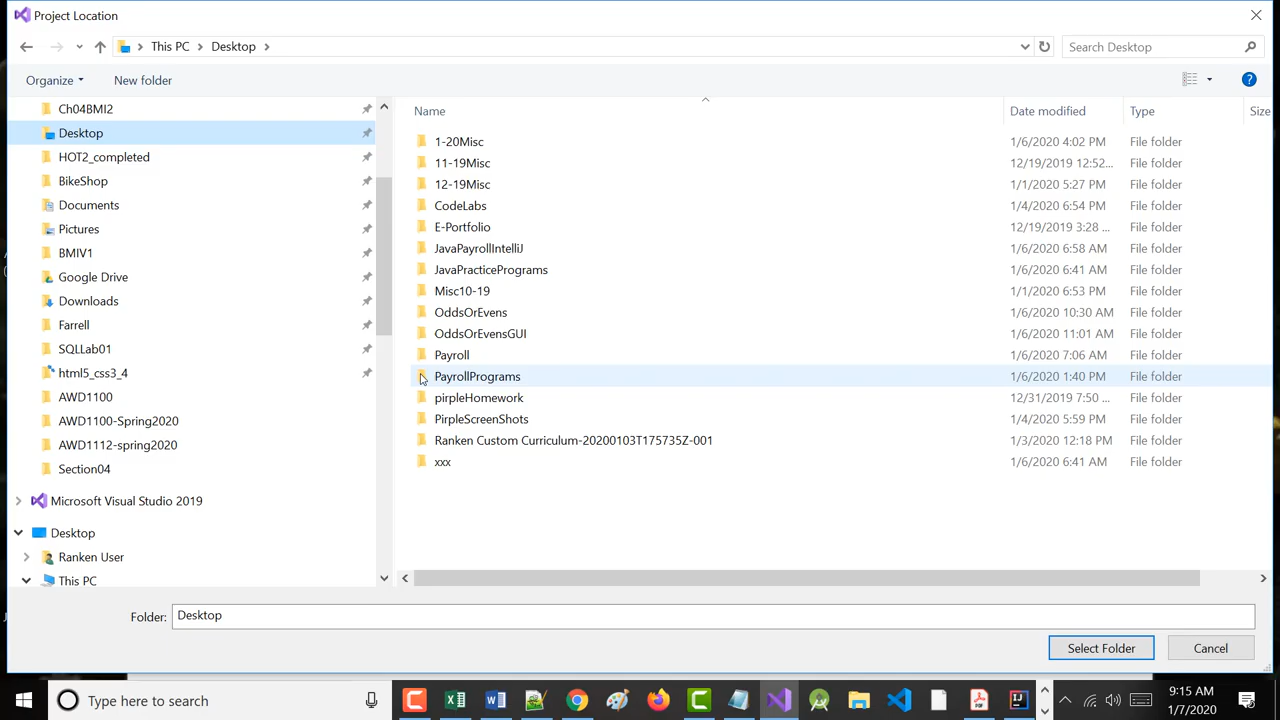 Project Location
This PC Desktop
Search Desktop
Organize New folder
Ch04BMI2
Desktop
HOT2_completed
BikeShop
Documents
Pictures
BMIV1
Google Drive
Downloads
Farrell
SQLLab01
html5_css3_4
AWD1100
AWD1100-Spring2020
AWD1112-spring2020
Section04
Microsoft Visual Studio 2019
Desktop
Ranken User
This PC
Name Date modified Type Size
1-20Misc 1/6/2020 4:02 PM File folder
11-19Misc 12/19/2019 12:52... File folder
12-19Misc 1/1/2020 5:27 PM File folder
CodeLabs 1/4/2020 6:54 PM File folder
E-Portfolio 12/19/2019 3:28 ... File folder
JavaPayrollIntelliJ 1/6/2020 6:58 AM File folder
JavaPracticePrograms 1/6/2020 6:41 AM File folder
Misc10-19 1/1/2020 6:53 PM File folder
OddsOrEvens 1/6/2020 10:30 AM File folder
OddsOrEvensGUI 1/6/2020 11:01 AM File folder
Payroll 1/6/2020 7:06 AM File folder
PayrollPrograms 1/6/2020 1:40 PM File folder
pirpleHomework 12/31/2019 7:50 ... File folder
PirpleScreenShots 1/4/2020 5:59 PM File folder
Ranken Custom Curriculum-20200103T175735Z-001 1/3/2020 12:18 PM File folder
xxx 1/6/2020 6:41 AM File folder
Folder: Desktop
Select Folder Cancel
Type here to search
9:15 AM
1/7/2020